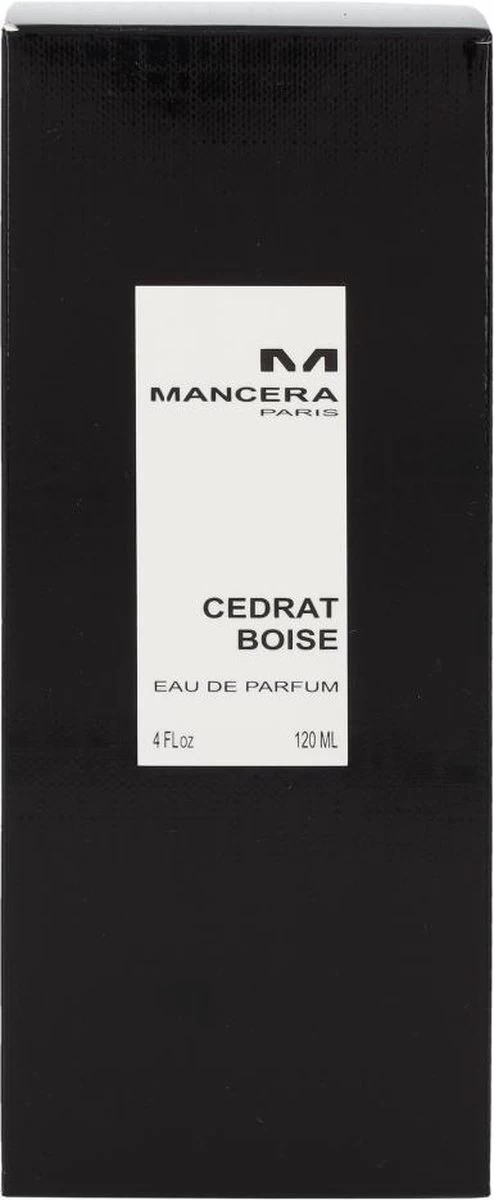 M
MANCERA
PARIS
CEDRAT
BOISE
EAU DE PARFUM
4 FLoz 120 ML